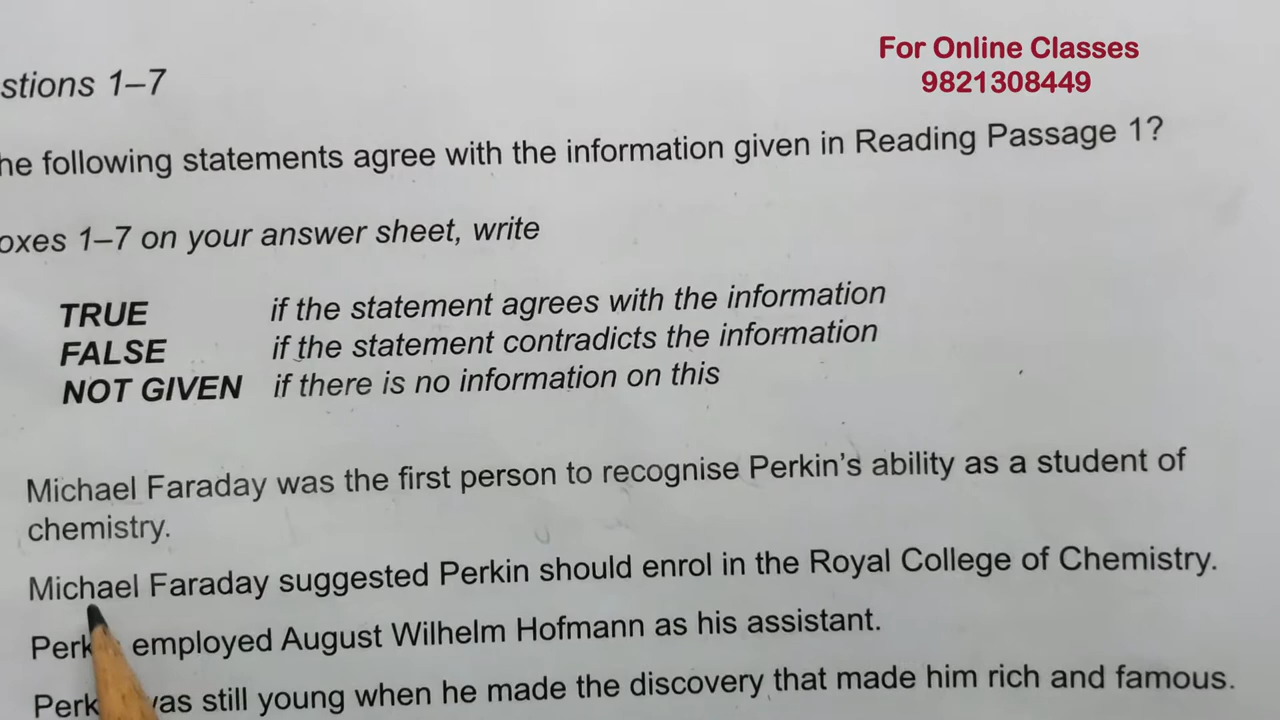 For Online Classes
9821308449
stions 1–7
he following statements agree with the information given in Reading Passage 1?
oxes 1–7 on your answer sheet, write
TRUE if the statement agrees with the information
FALSE if the statement contradicts the information
NOT GIVEN if there is no information on this
Michael Faraday was the first person to recognise Perkin's ability as a student of
chemistry.
Michael Faraday suggested Perkin should enrol in the Royal College of Chemistry.
Perk employed August Wilhelm Hofmann as his assistant.
Perk was still young when he made the discovery that made him rich and famous.